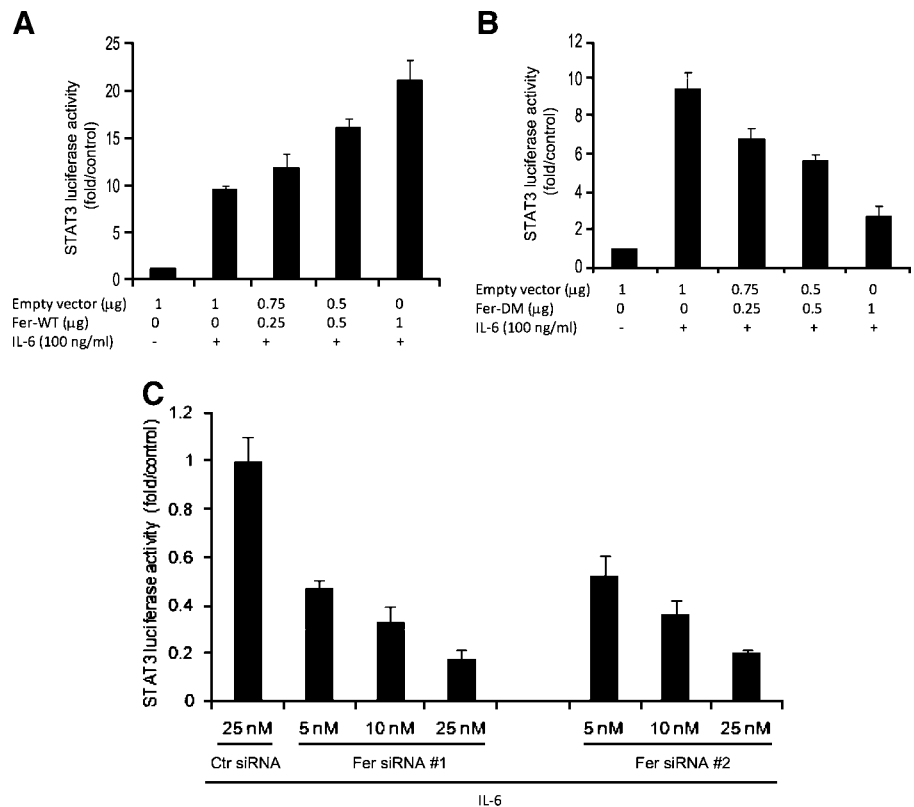 A
STAT3 luciferase activity
(fold/control)
25
20
15
10
5
0
Empty vector (µg) 1 1 0.75 0.5 0
Fer-WT (µg) 0 0 0.25 0.5 1
IL-6 (100 ng/ml) - + + + +
B
STAT3 luciferase activity
(fold/control)
12
10
8
6
4
2
0
Empty vector (µg) 1 1 0.75 0.5 0
Fer-DM (µg) 0 0 0.25 0.5 1
IL-6 (100 ng/ml) - + + + +
C
STAT3 luciferase activity (fold/control)
1.2
1
0.8
0.6
0.4
0.2
0
25 nM 5 nM 10 nM 25 nM 5 nM 10 nM 25 nM
Ctr siRNA Fer siRNA #1 Fer siRNA #2
IL-6